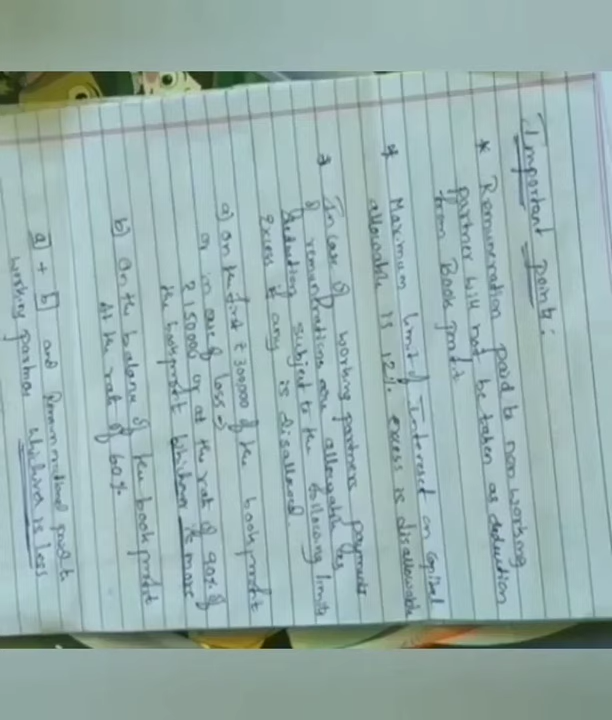 Important points:
* Remuneration paid to non working
partner will not be taken as deduction
from Book profit.
* Maximum limit of Interest on capital
allowable is 12%. excess is disallowable
* In case of working partners payments
of remunerations are allowable as
deduction subject to the following limits
Excess if any is disallowed.
a) on the first ₹ 300000 of the book profit
or in case of loss →
₹ 150000 or at the rate of 90% of
the book profit whichever is more
b) On the balance of the book profit
At the rate of 60%
a] + b] and paid to
working partner whichever is less